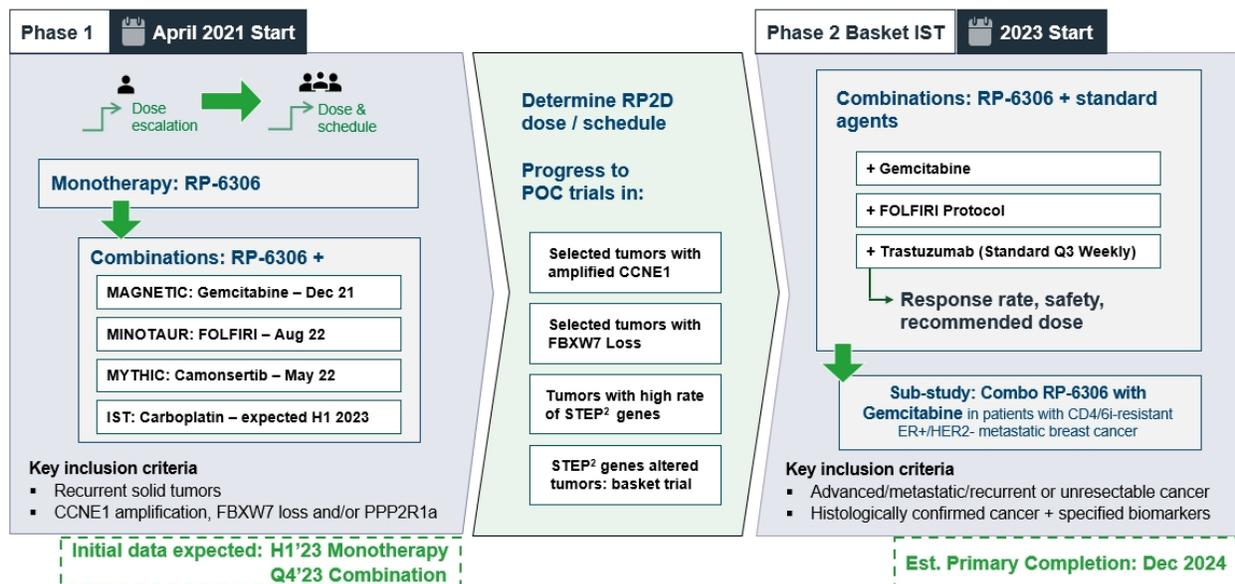 Phase 1
April 2021 Start
Dose
escalation
Dose &
schedule
Monotherapy: RP-6306
Combinations: RP-6306 +
MAGNETIC: Gemcitabine – Dec 21
MINOTAUR: FOLFIRI – Aug 22
MYTHIC: Camonsertib – May 22
IST: Carboplatin – expected H1 2023
Key inclusion criteria
▪ Recurrent solid tumors
▪ CCNE1 amplification, FBXW7 loss and/or PPP2R1a
Initial data expected: H1'23 Monotherapy
Q4'23 Combination
Determine RP2D
dose / schedule
Progress to
POC trials in:
Selected tumors with
amplified CCNE1
Selected tumors with
FBXW7 Loss
Tumors with high rate
of STEP² genes
STEP² genes altered
tumors: basket trial
Phase 2 Basket IST
2023 Start
Combinations: RP-6306 + standard
agents
+ Gemcitabine
+ FOLFIRI Protocol
+ Trastuzumab (Standard Q3 Weekly)
Response rate, safety,
recommended dose
Sub-study: Combo RP-6306 with
Gemcitabine in patients with CD4/6i-resistant
ER+/HER2- metastatic breast cancer
Key inclusion criteria
▪ Advanced/metastatic/recurrent or unresectable cancer
▪ Histologically confirmed cancer + specified biomarkers
Est. Primary Completion: Dec 2024